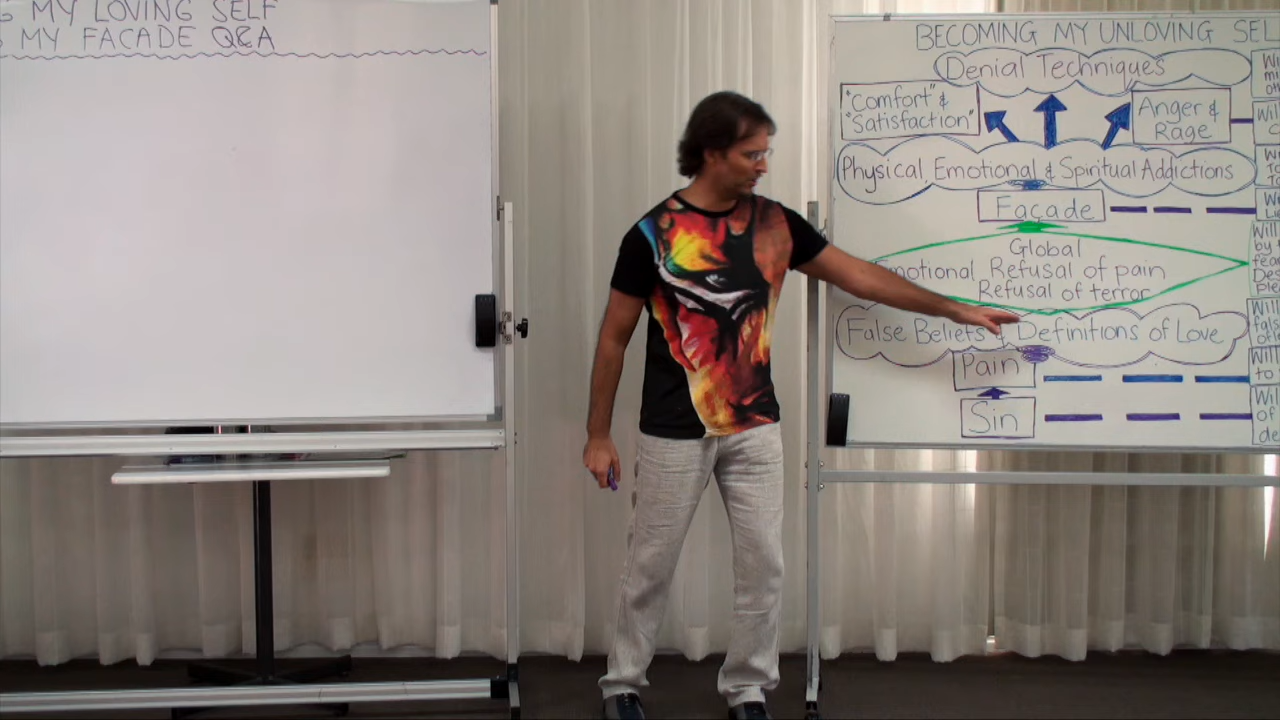 MY LOVING SELF
MY FACADE Q&A
BECOMING MY UNLOVING SEL
Denial Techniques
"Comfort" &
"Satisfaction"
Anger &
Rage
Physical, Emotional & Spiritual Addictions
Façade
Global
Emotional Refusal of pain
Refusal of terror
False Beliefs & Definitions of Love
Pain
Sin